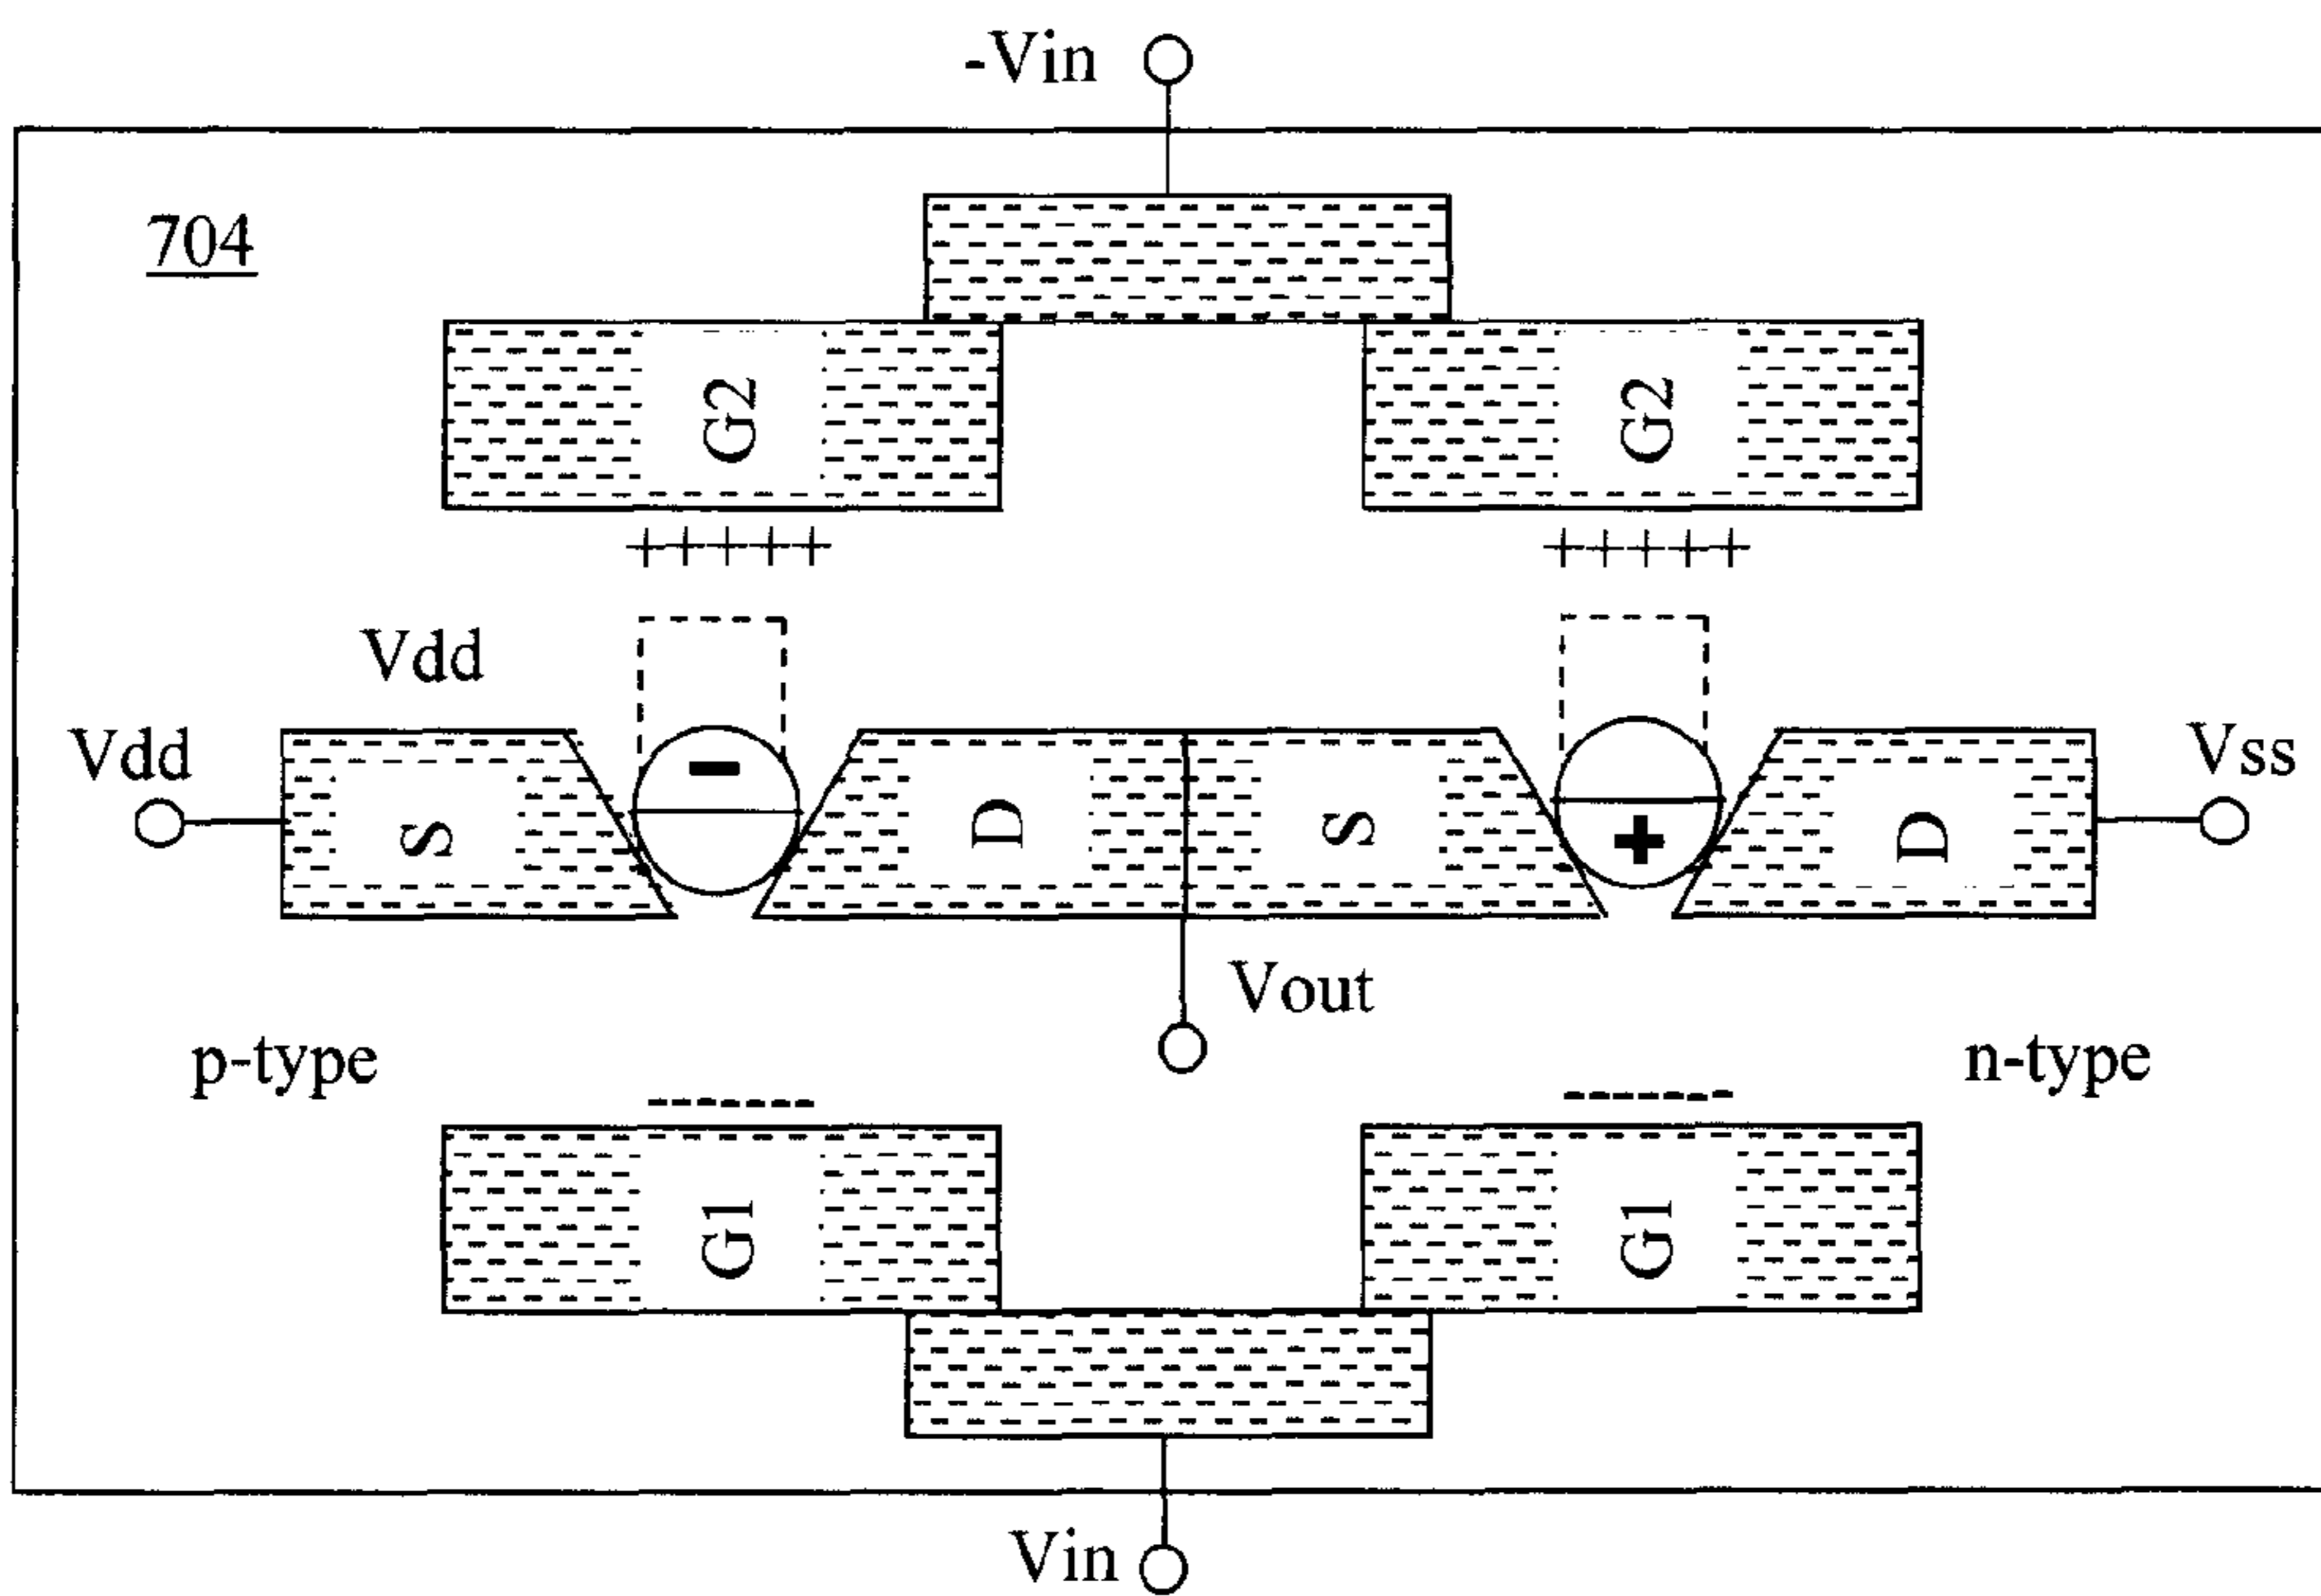 -Vin
704
G2
G2
+++++
+++++
Vdd
Vdd
Vss
-
+
S
D
S
D
Vout
p-type
n-type
-------
-------
G1
G1
Vin